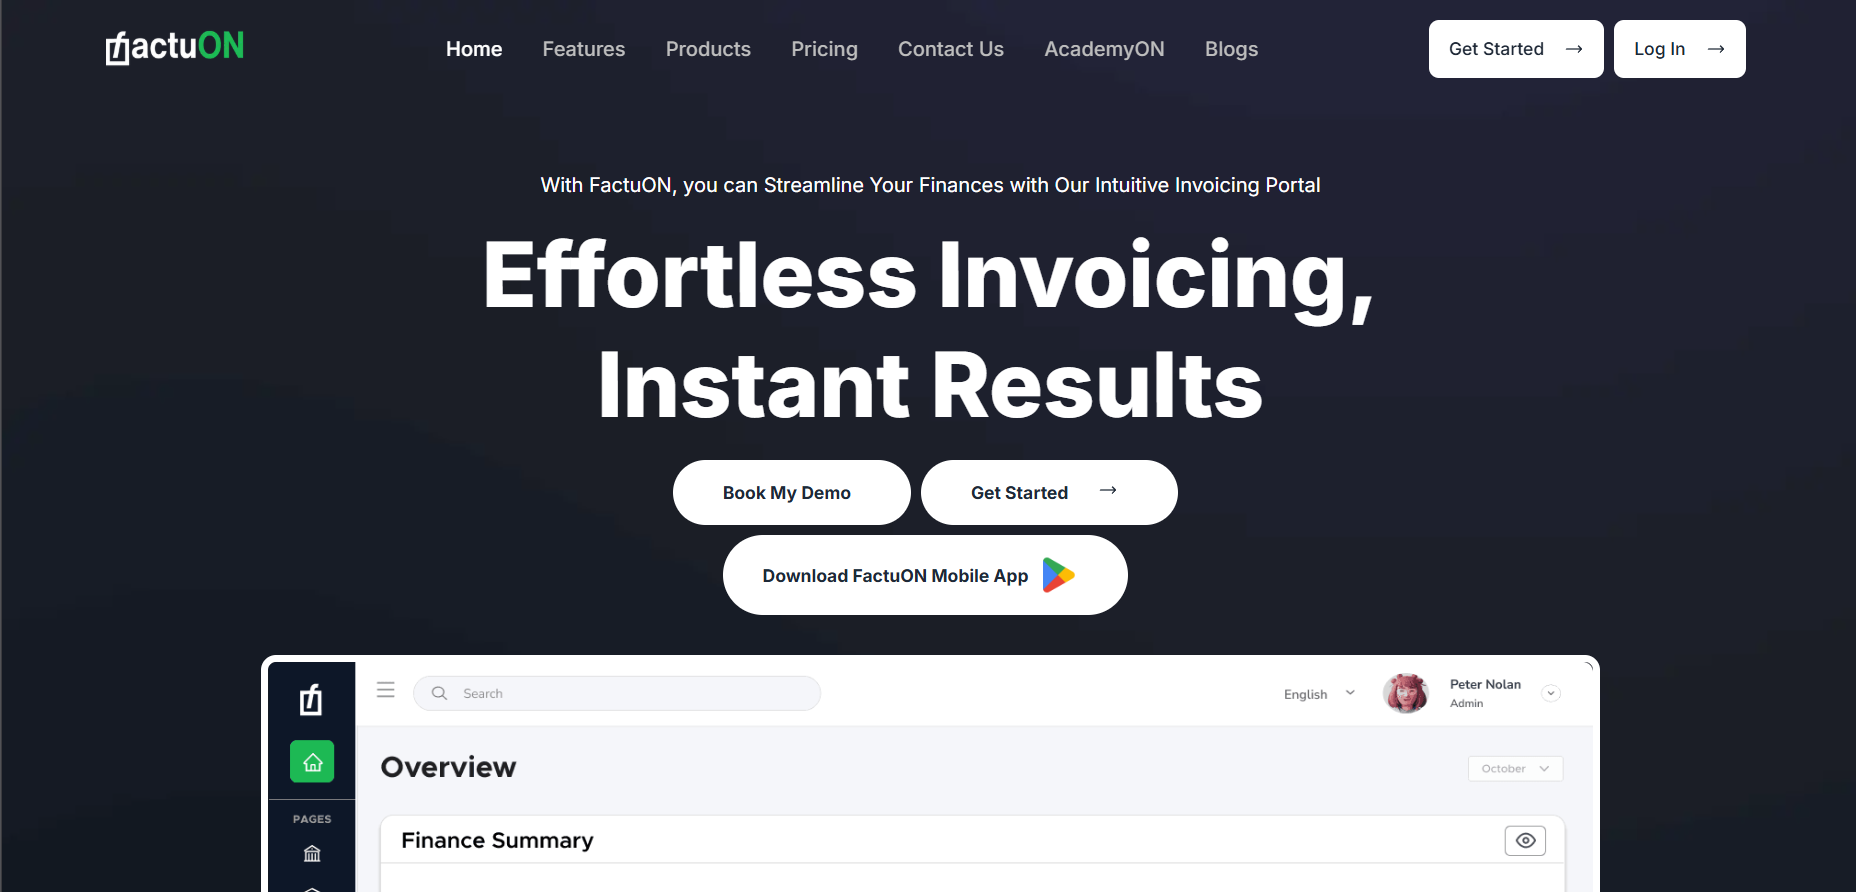 factuON
Home
Features
Products
Pricing
Contact Us
AcademyON
Blogs
Get Started
Log In
With FactuON, you can Streamline Your Finances with Our Intuitive Invoicing Portal
Effortless Invoicing,
Instant Results
Book My Demo
Get Started
Download FactuON Mobile App
Search
English
Peter Nolan
Admin
Overview
October
PAGES
Finance Summary